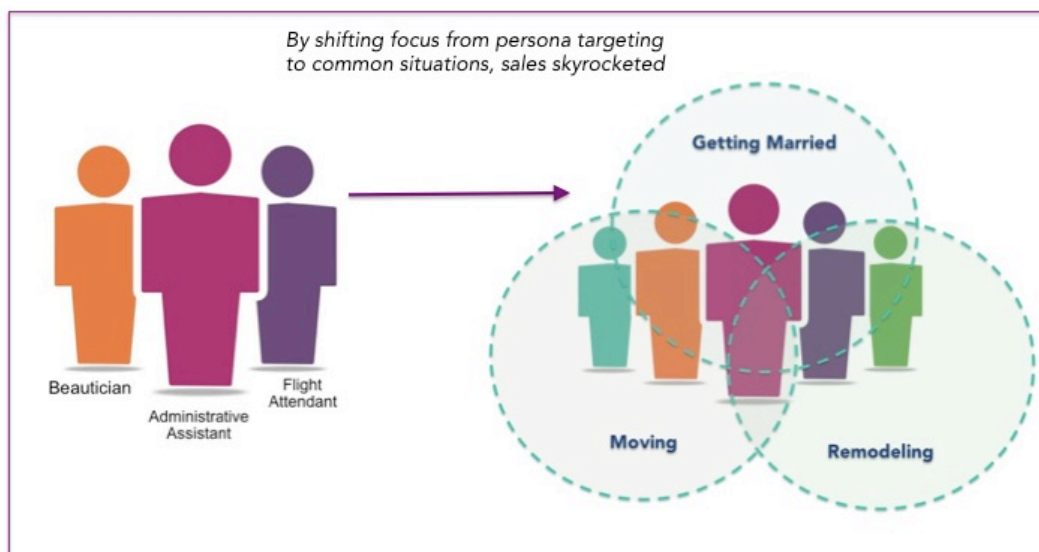 By shifting focus from persona targeting
to common situations, sales skyrocketed
Beautician
Administrative
Assistant
Flight
Attendant
Getting Married
Moving
Remodeling